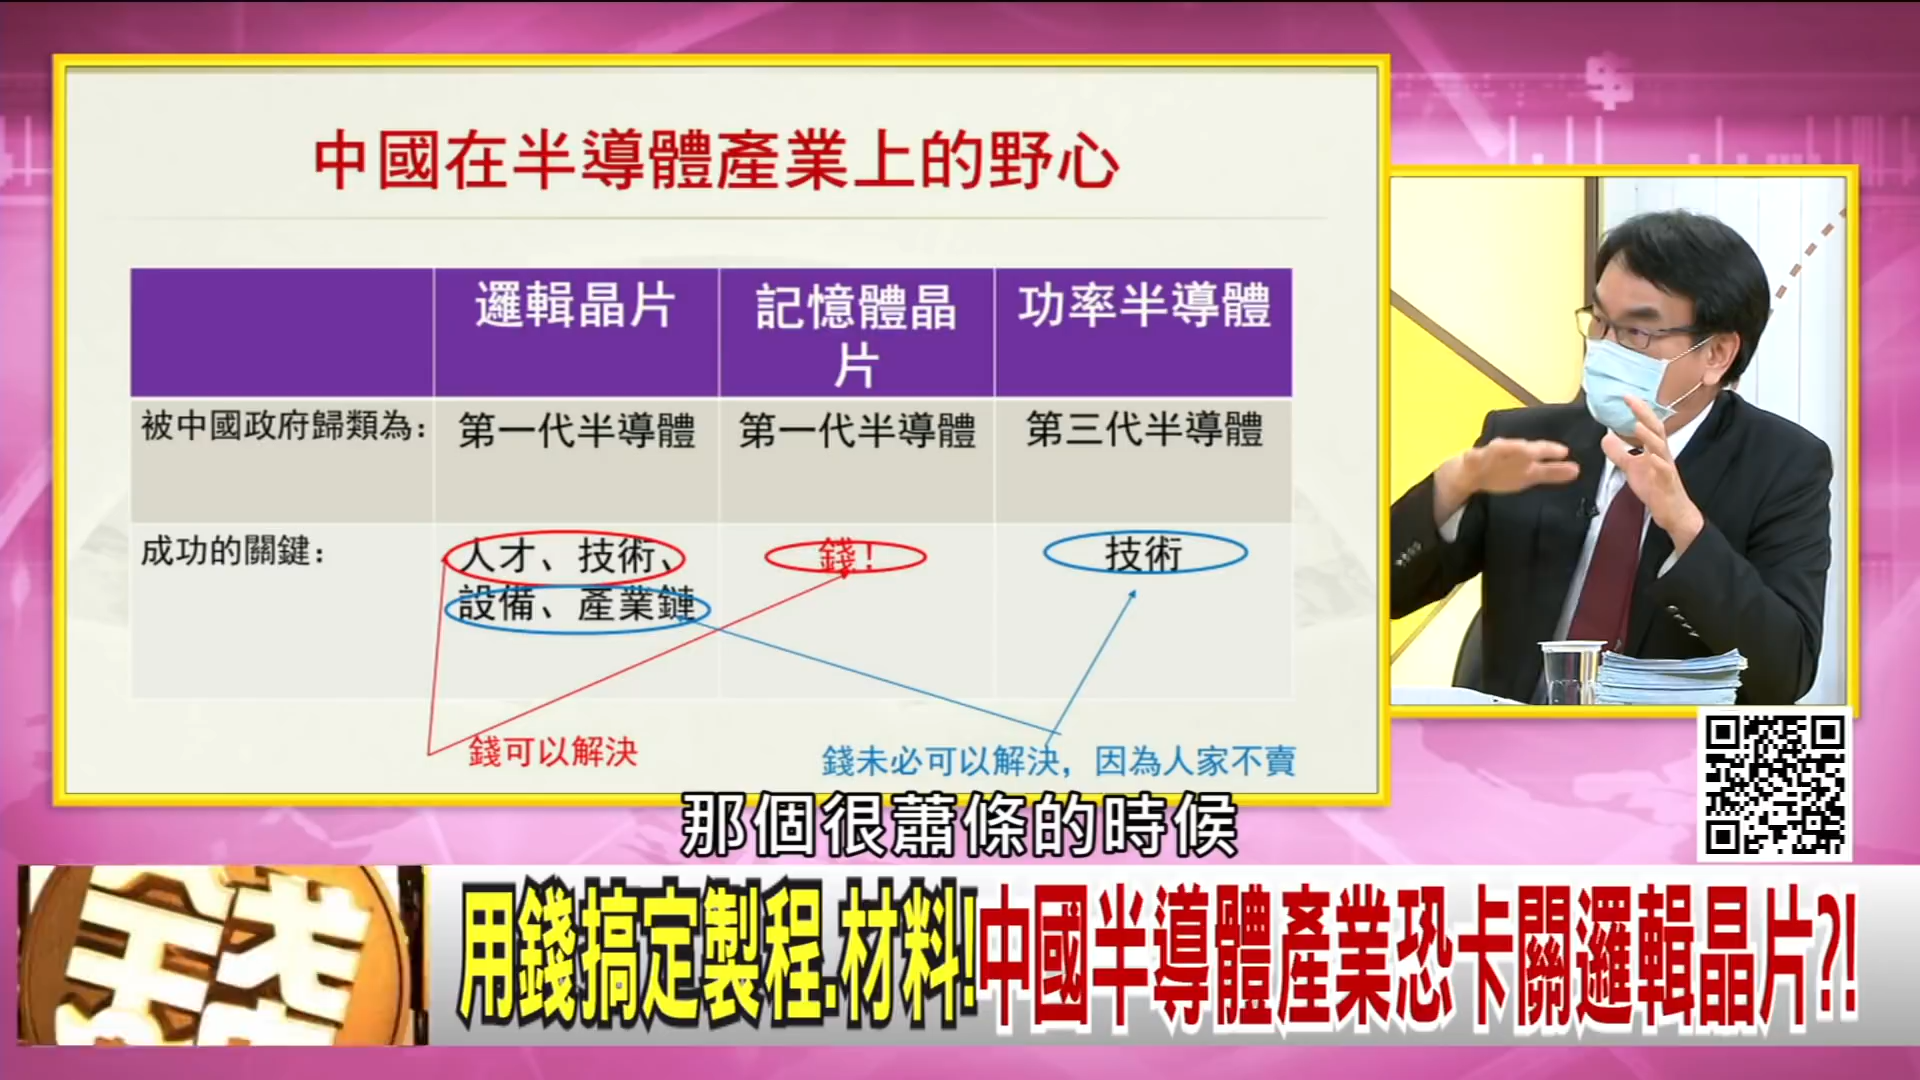 中國在半導體產業上的野心
邏輯晶片
記憶體晶
片
功率半導體
被中國政府歸類為：
第一代半導體
第一代半導體
第三代半導體
成功的關鍵：
人才、技術、
設備、產業鏈
錢！
技術
錢可以解決
錢未必可以解決，因為人家不賣
那個很蕭條的時候
用錢搞定製程.材料!中國半導體產業恐卡關邏輯晶片?!